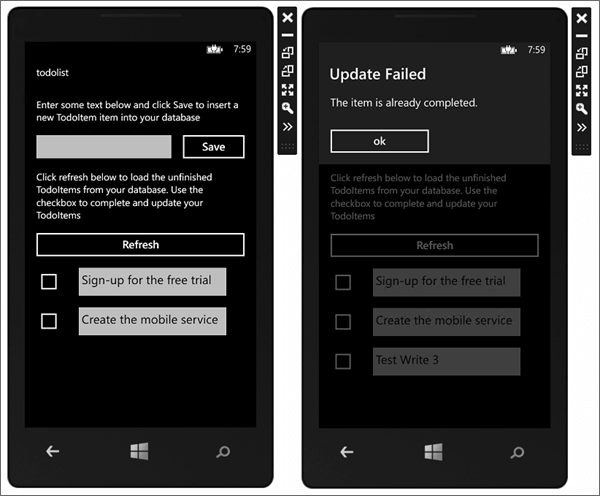 7:59
todolist
Enter some text below and click Save to insert a
new TodoItem item into your database
Save
Click refresh below to load the unfinished
TodoItems from your database. Use the
checkbox to complete and update your
TodoItems
Refresh
Sign-up for the free trial
Create the mobile service
7:59
Update Failed
The item is already completed.
ok
Click refresh below to load the unfinished
TodoItems from your database. Use the
checkbox to complete and update your
TodoItems
Refresh
Sign-up for the free trial
Create the mobile service
Test Write 3